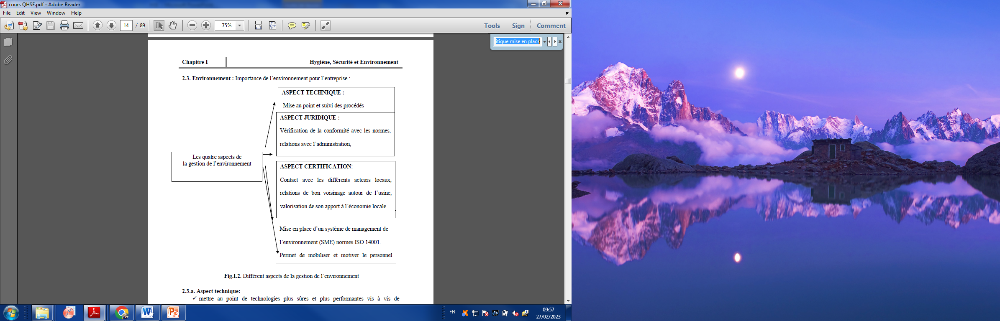 cours QHSE.pdf - Adobe Reader
File Edit View Window Help
14 / 89
75%
Tools Sign Comment
itique mise en place
Chapitre I Hygiène, Sécurité et Environnement
2.3. Environnement : Importance de l’environnement pour l’entreprise :
ASPECT TECHNIQUE :
Mise au point et suivi des procédés
ASPECT JURIDIQUE :
Vérification de la conformité avec les normes,
relations avec l’administration,
Les quatre aspects de
la gestion de l’environnement
ASPECT CERTIFICATION:
Contact avec les différents acteurs locaux,
relations de bon voisinage autour de l’usine,
valorisation de son apport à l’économie locale
Mise en place d’un système de management de
l’environnement (SME) normes ISO 14001.
Permet de mobiliser et motiver le personnel
Fig.I.2. Différent aspects de la gestion de l’environnement
2.3.a. Aspect technique:
✓ mettre au point de technologies plus sûres et plus performantes vis à vis de
FR
09:57
27/02/2023